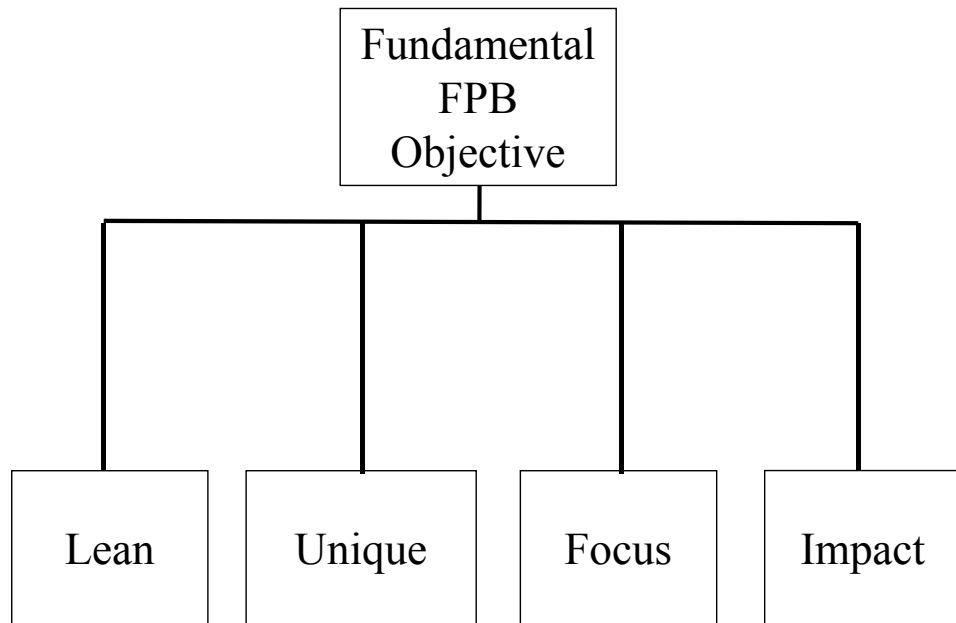 Fundamental
FPB
Objective
Lean
Unique
Focus
Impact